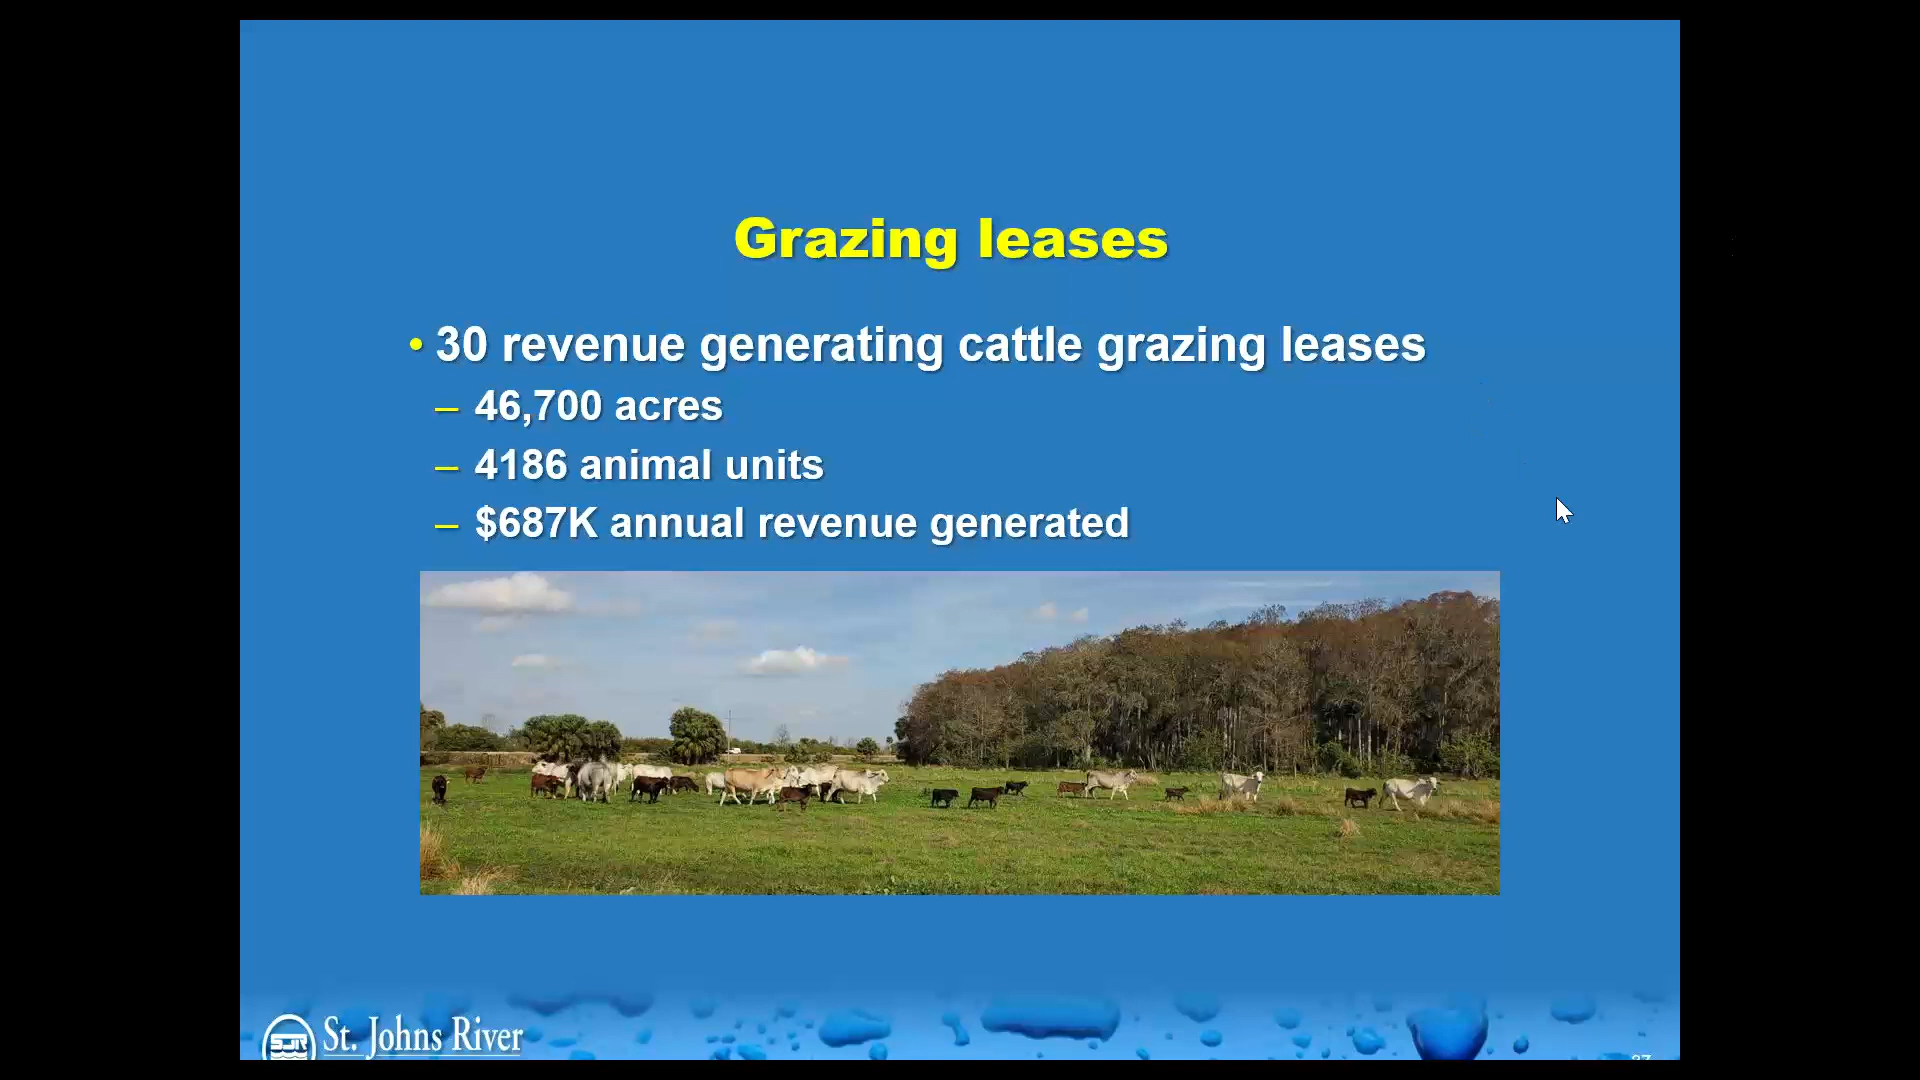 Grazing leases
• 30 revenue generating cattle grazing leases
– 46,700 acres
– 4186 animal units
– $687K annual revenue generated
SJR St. Johns River